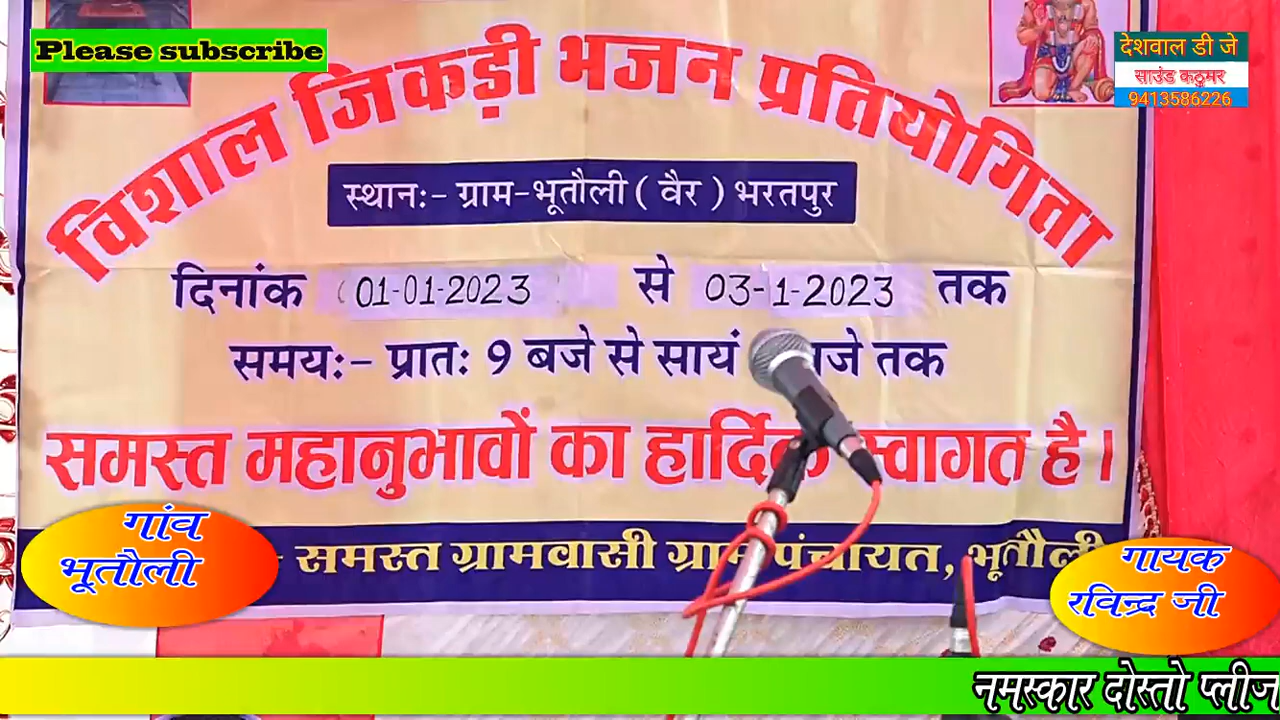 Please subscribe
देशवाल डी जे
साउंड कठुमर
9413586226
विशाल जिकड़ी भजन प्रतियोगिता
स्थानः- ग्राम-भूतौली ( वैर ) भरतपुर
दिनांक 01-01-2023 से 03-1-2023 तक
समयः- प्रातः 9 बजे से सायं बजे तक
समस्त महानुभावों का हार्दिक स्वागत है।
- समस्त ग्रामवासी ग्राम पंचायत, भूतौली
गांव
भूतौली
गायक
रविन्द्र जी
नमस्कार दोस्तो प्लीज